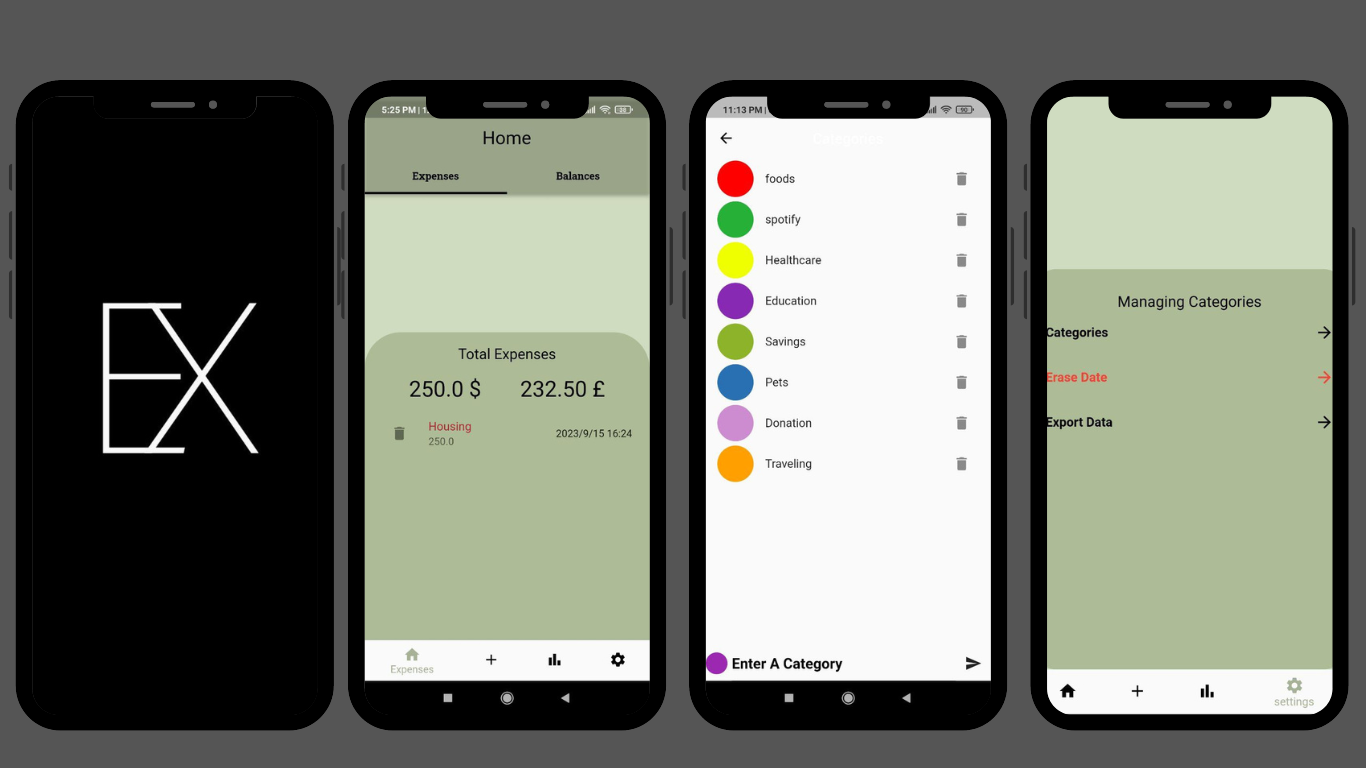 EX
5:25 PM | 1
Home
Expenses
Balances
Total Expenses
250.0 $
232.50 £
Housing
250.0
2023/9/15 16:24
Expenses
11:13 PM |
Categories
foods
spotify
Healthcare
Education
Savings
Pets
Donation
Traveling
Enter A Category
Managing Categories
Categories
Erase Date
Export Data
settings